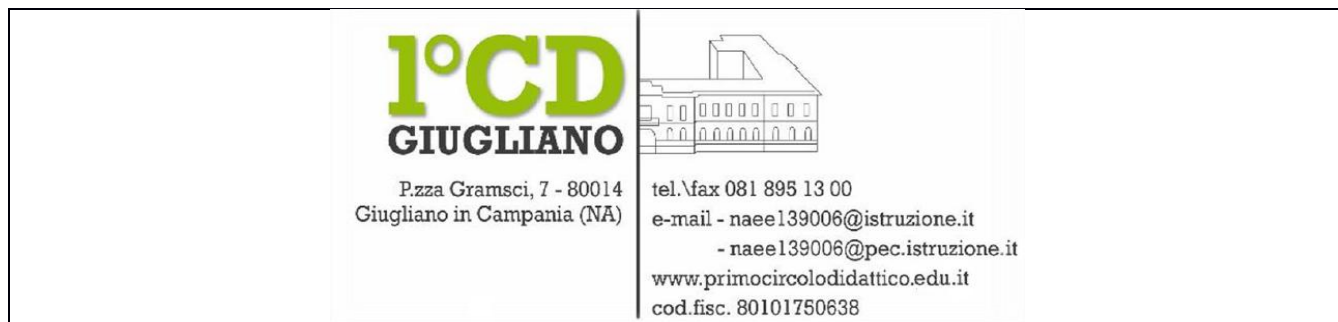 1°CD
GIUGLIANO
P.zza Gramsci, 7 - 80014
Giugliano in Campania (NA)
tel.\fax 081 895 13 00
e-mail - naee139006@istruzione.it
- naee139006@pec.istruzione.it
www.primocircolodidattico.edu.it
cod.fisc. 80101750638